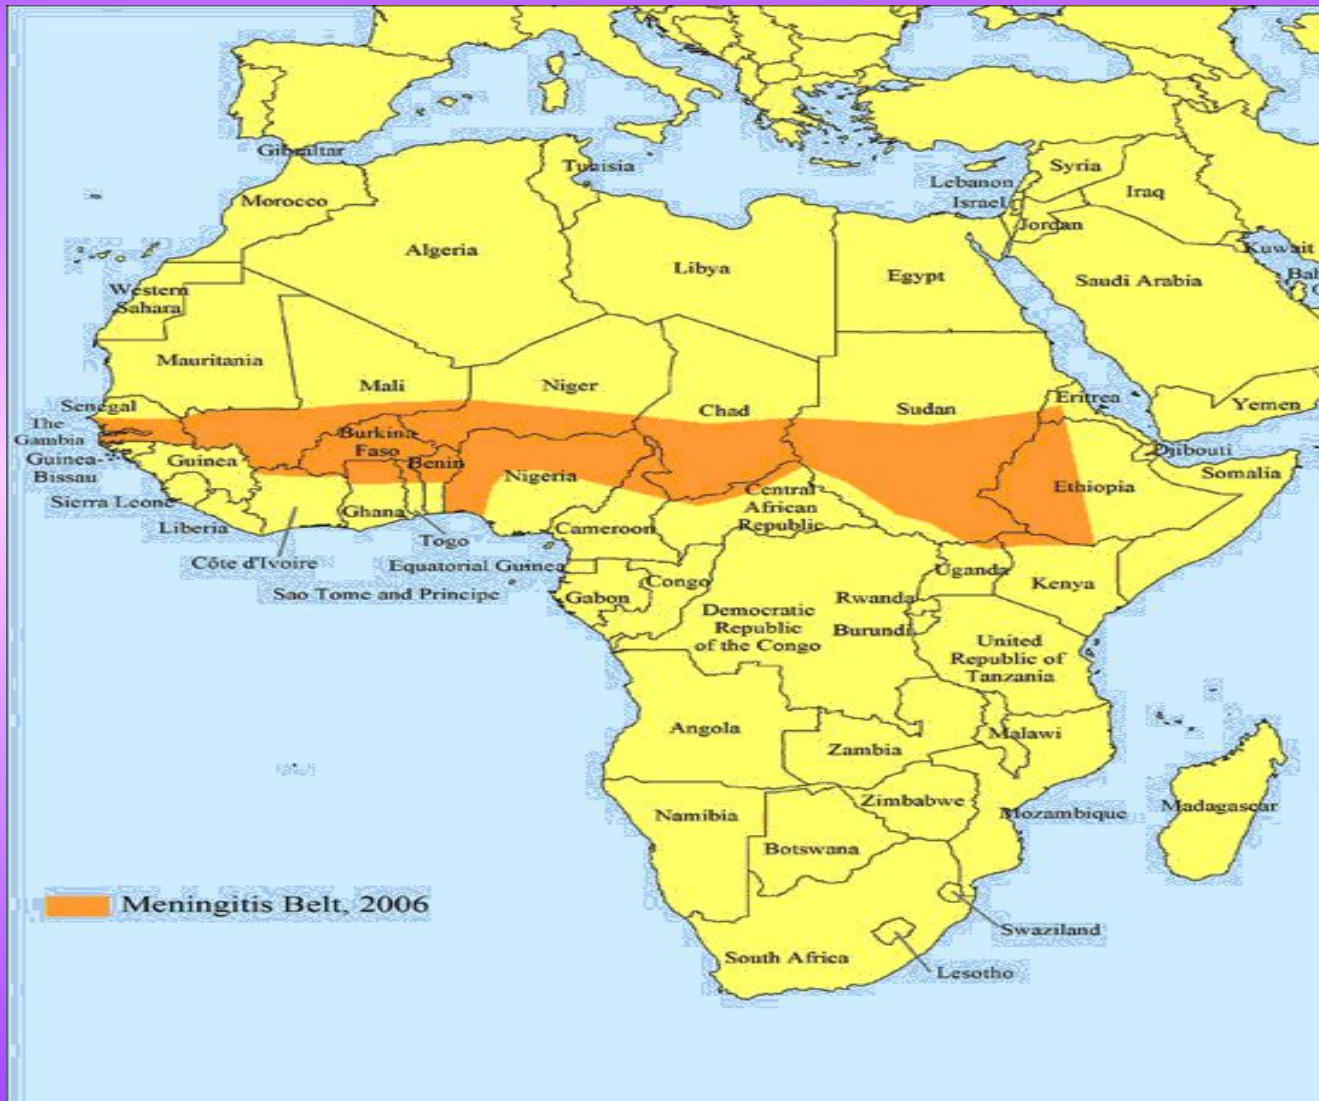 Gibraltar
Tunisia
Morocco
Algeria
Libya
Egypt
Lebanon
Israel
Syria
Iraq
Jordan
Kuwait
Saudi Arabia
Western
Sahara
Mauritania
Mali
Niger
Chad
Sudan
Eritrea
Yemen
Senegal
The
Gambia
Guinea-
Bissau
Guinea
Burkina
Faso
Benin
Nigeria
Djibouti
Somalia
Ethiopia
Sierra Leone
Liberia
Ghana
Central
African
Republic
Cameroon
Togo
Côte d'Ivoire
Equatorial Guinea
Sao Tome and Principe
Gabon
Congo
Uganda
Kenya
Democratic
Republic
of the Congo
Rwanda
Burundi
United
Republic of
Tanzania
Angola
Zambia
Malawi
Namibia
Zimbabwe
Mozambique
Madagascar
Botswana
Meningitis Belt, 2006
Swaziland
South Africa
Lesotho